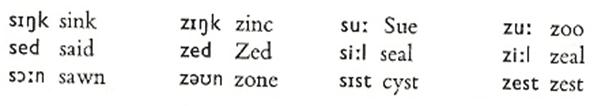 sɪŋk sink zɪŋk zinc suː Sue zuː zoo
sed said zed Zed siːl seal ziːl zeal
sɔːn sawn zəʊn zone sɪst cyst zest zest